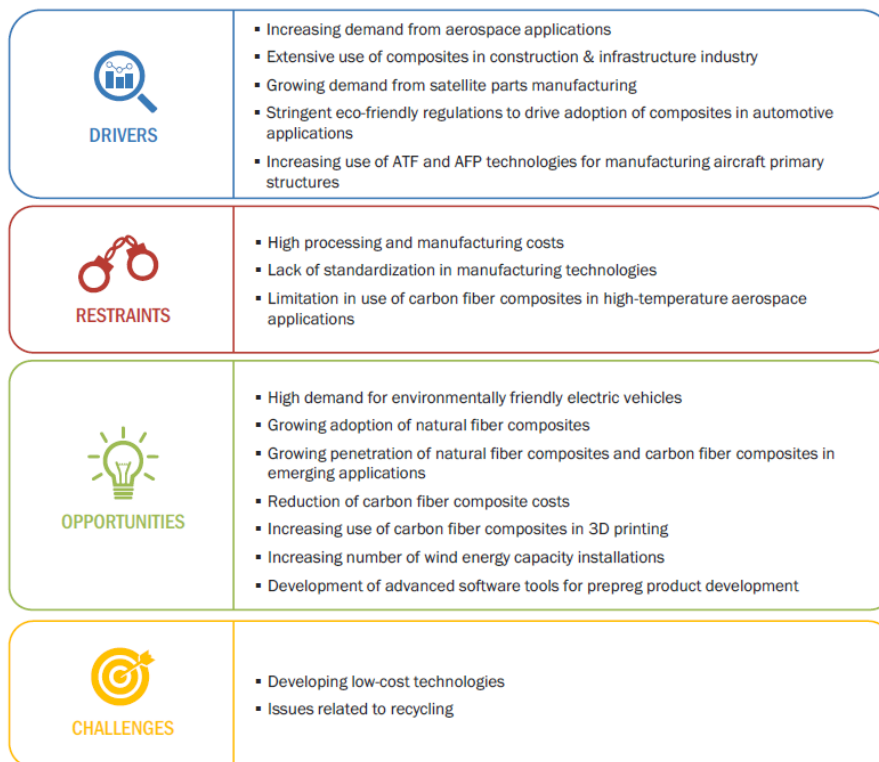 DRIVERS
▪ Increasing demand from aerospace applications
▪ Extensive use of composites in construction & infrastructure industry
▪ Growing demand from satellite parts manufacturing
▪ Stringent eco-friendly regulations to drive adoption of composites in automotive
applications
▪ Increasing use of ATF and AFP technologies for manufacturing aircraft primary
structures
RESTRAINTS
▪ High processing and manufacturing costs
▪ Lack of standardization in manufacturing technologies
▪ Limitation in use of carbon fiber composites in high-temperature aerospace
applications
OPPORTUNITIES
▪ High demand for environmentally friendly electric vehicles
▪ Growing adoption of natural fiber composites
▪ Growing penetration of natural fiber composites and carbon fiber composites in
emerging applications
▪ Reduction of carbon fiber composite costs
▪ Increasing use of carbon fiber composites in 3D printing
▪ Increasing number of wind energy capacity installations
▪ Development of advanced software tools for prepreg product development
CHALLENGES
▪ Developing low-cost technologies
▪ Issues related to recycling